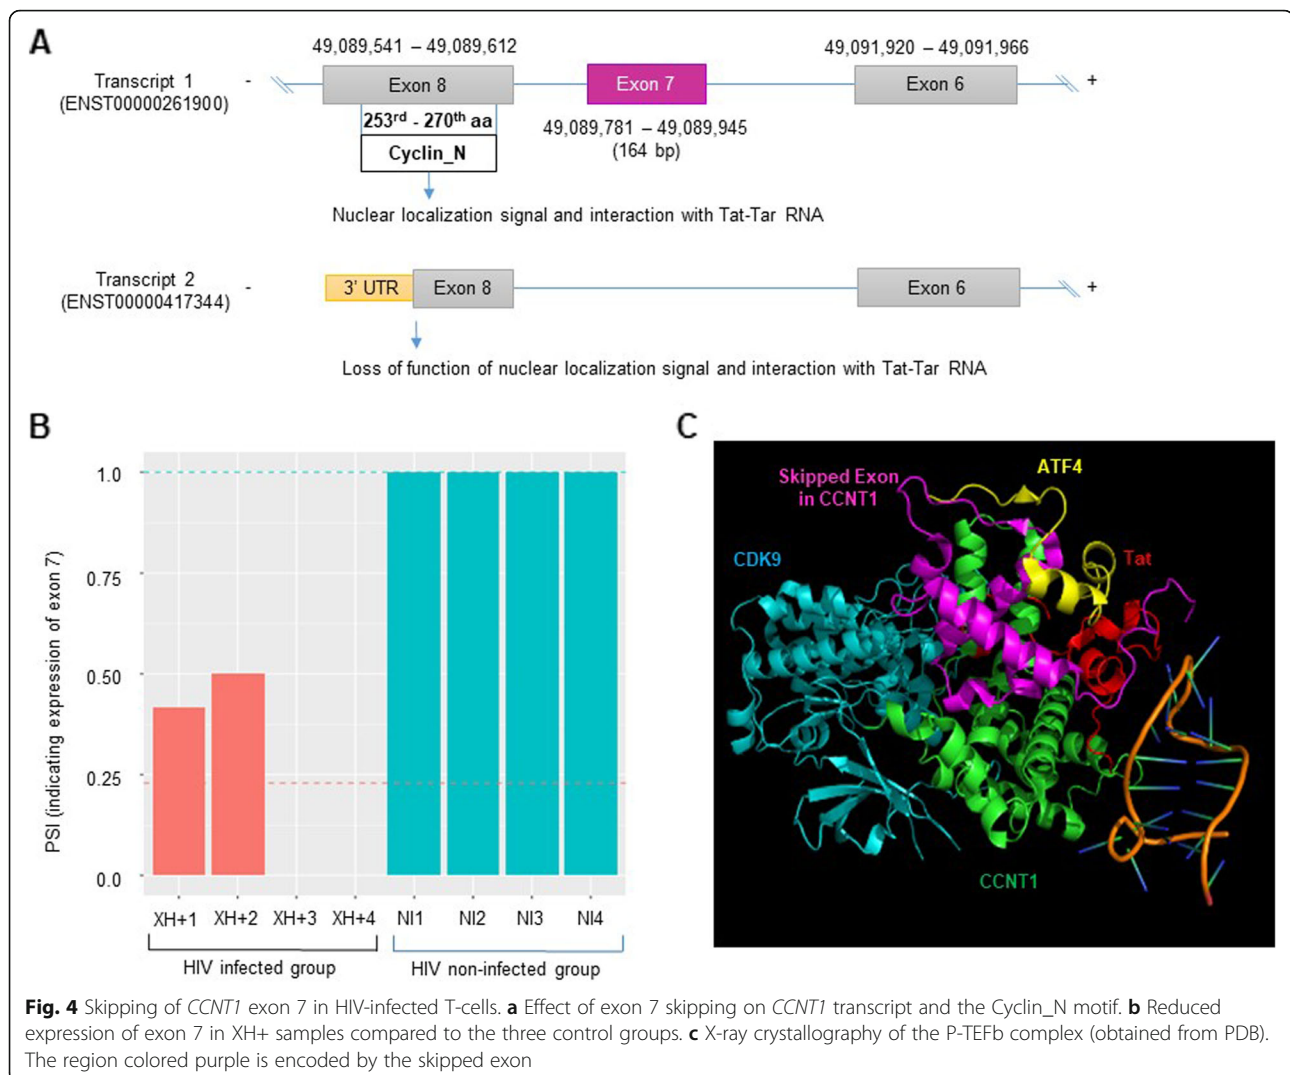 A
49,089,541 – 49,089,612
49,091,920 – 49,091,966
Transcript 1
(ENST00000261900)
-
Exon 8
Exon 7
Exon 6
+
253rd - 270th aa
Cyclin_N
49,089,781 – 49,089,945
(164 bp)
Nuclear localization signal and interaction with Tat-Tar RNA
Transcript 2
(ENST00000417344)
-
3' UTR
Exon 8
Exon 6
+
Loss of function of nuclear localization signal and interaction with Tat-Tar RNA
B
PSI (indicating expression of exon 7)
1.0
0.75
0.50
0.25
0.0
XH+1 XH+2 XH+3 XH+4 NI1 NI2 NI3 NI4
HIV infected group
HIV non-infected group
C
ATF4
Skipped Exon
in CCNT1
CDK9
Tat
CCNT1
Fig. 4 Skipping of CCNT1 exon 7 in HIV-infected T-cells. a Effect of exon 7 skipping on CCNT1 transcript and the Cyclin_N motif. b Reduced
expression of exon 7 in XH+ samples compared to the three control groups. c X-ray crystallography of the P-TEFb complex (obtained from PDB).
The region colored purple is encoded by the skipped exon